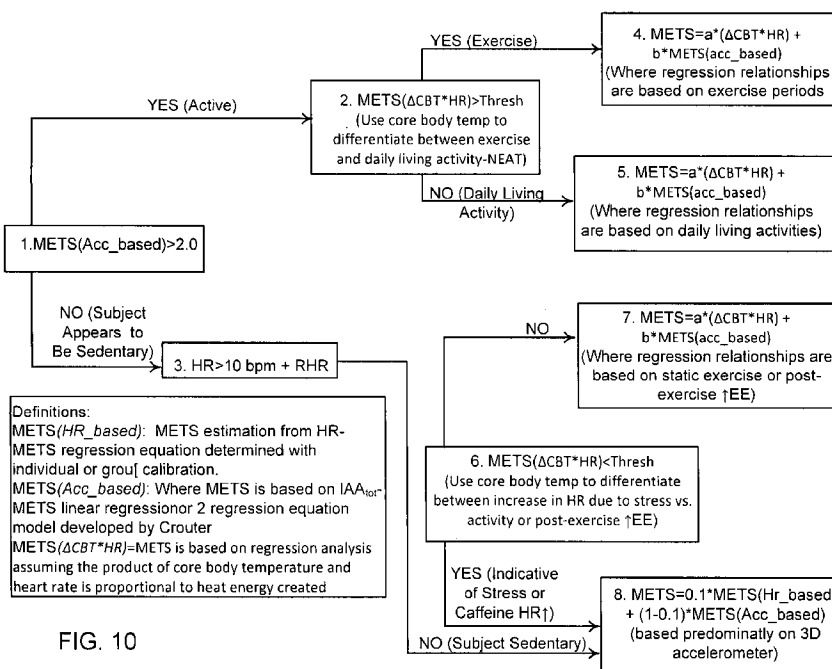 YES (Exercise)
4. METS=a*(ΔCBT*HR) +
b*METS(acc_based)
(Where regression relationships
are based on exercise periods
YES (Active)
2. METS(ΔCBT*HR)>Thresh
(Use core body temp to
differentiate between exercise
and daily living activity-NEAT)
NO (Daily Living
Activity)
5. METS=a*(ΔCBT*HR) +
b*METS(acc_based)
(Where regression relationships
are based on daily living activities)
1.METS(Acc_based)>2.0
NO (Subject
Appears to
Be Sedentary)
3. HR>10 bpm + RHR
NO
7. METS=a*(ΔCBT*HR) +
b*METS(acc_based)
(Where regression relationships are
based on static exercise or post-
exercise ↑EE)
Definitions:
METS(HR_based): METS estimation from HR-
METS regression equation determined with
individual or grou[ calibration.
METS(Acc_based): Where METS is based on IAAtot-
METS linear regressionor 2 regression equation
model developed by Crouter
METS(ΔCBT*HR)=METS is based on regression analysis
assuming the product of core body temperature and
heart rate is proportional to heat energy created
6. METS(ΔCBT*HR)<Thresh
(Use core body temp to differentiate
between increase in HR due to stress vs.
activity or post-exercise ↑EE)
YES (Indicative
of Stress or
Caffeine HR↑)
NO (Subject Sedentary)
8. METS=0.1*METS(Hr_based)
+ (1-0.1)*METS(Acc_based)
(based predominatly on 3D
accelerometer)
FIG. 10